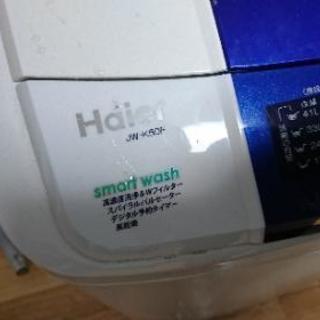 Haier
JW-K50F
smart wash
高濃度洗浄&Wフィルター
スパイラルパルセーター
デジタル予約タイマー
風乾燥
41L